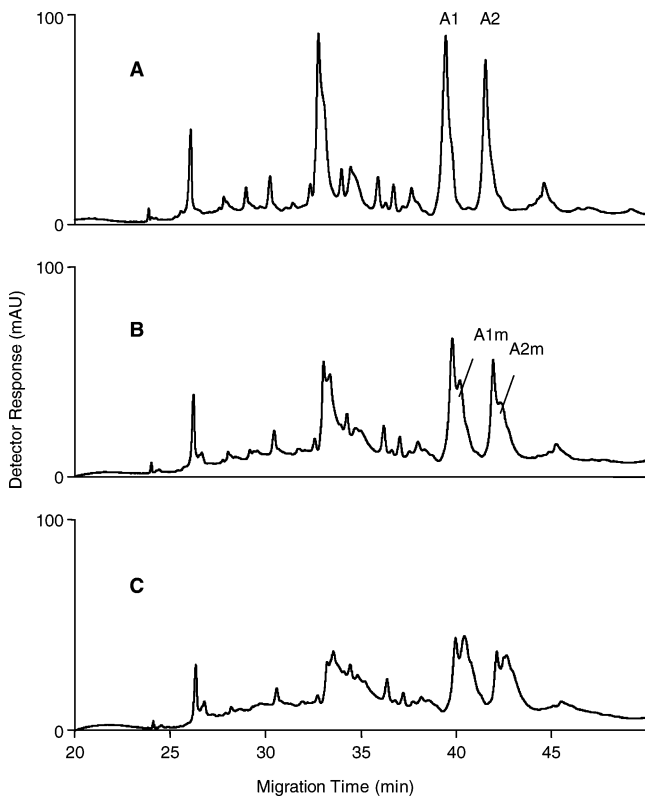 100
A1 A2
A
0
100
B
A1m
A2m
0
Detector Response (mAU)
100
C
0
20 25 30 35 40 45
Migration Time (min)